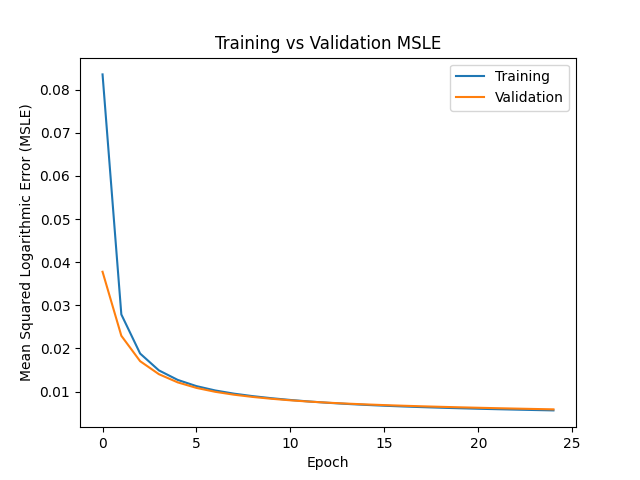 Training vs Validation MSLE
Training
Validation
Mean Squared Logarithmic Error (MSLE)
0.08
0.07
0.06
0.05
0.04
0.03
0.02
0.01
0
5
10
15
20
25
Epoch